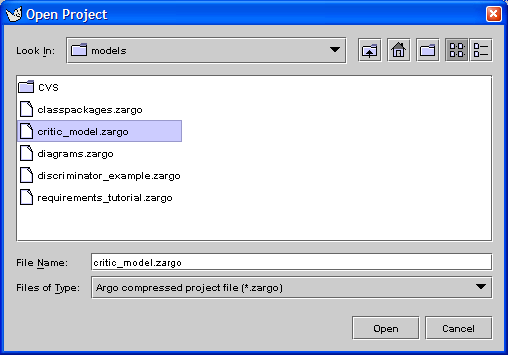 Open Project
Look In: models
CVS
classpackages.zargo
critic_model.zargo
diagrams.zargo
discriminator_example.zargo
requirements_tutorial.zargo
File Name: critic_model.zargo
Files of Type: Argo compressed project file (*.zargo)
Open Cancel